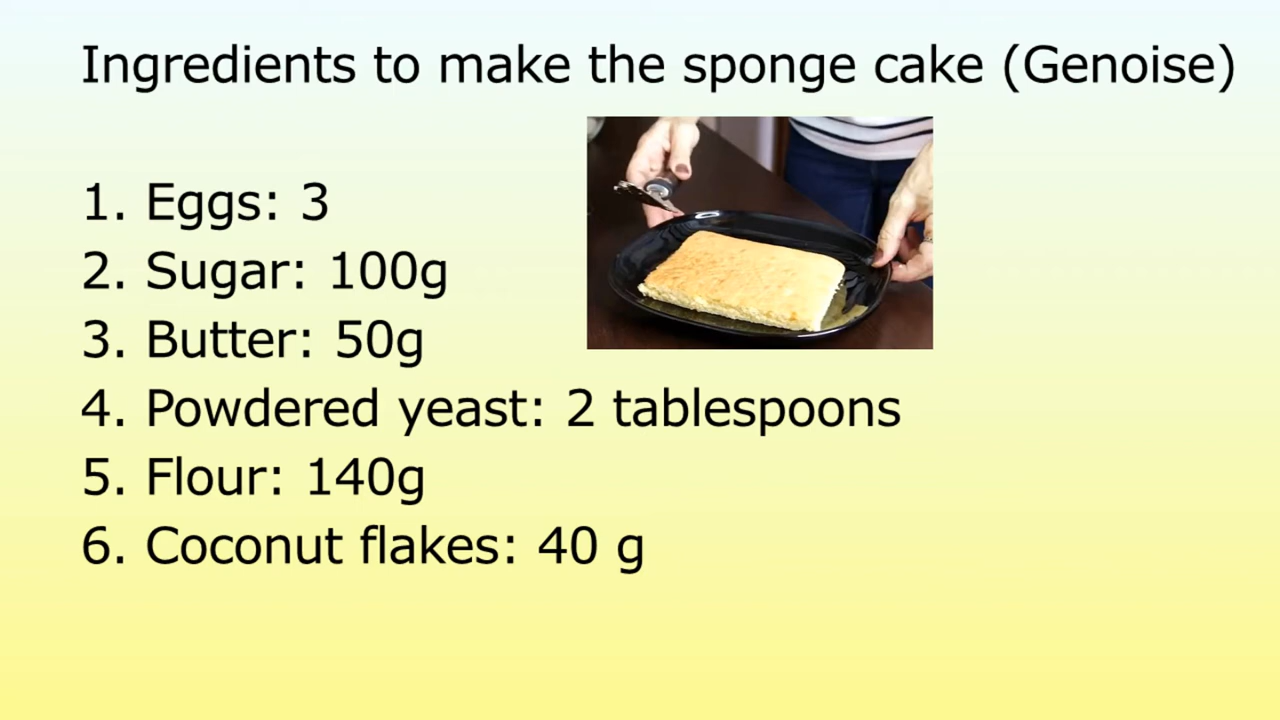 Ingredients to make the sponge cake (Genoise)
1. Eggs: 3
2. Sugar: 100g
3. Butter: 50g
4. Powdered yeast: 2 tablespoons
5. Flour: 140g
6. Coconut flakes: 40 g